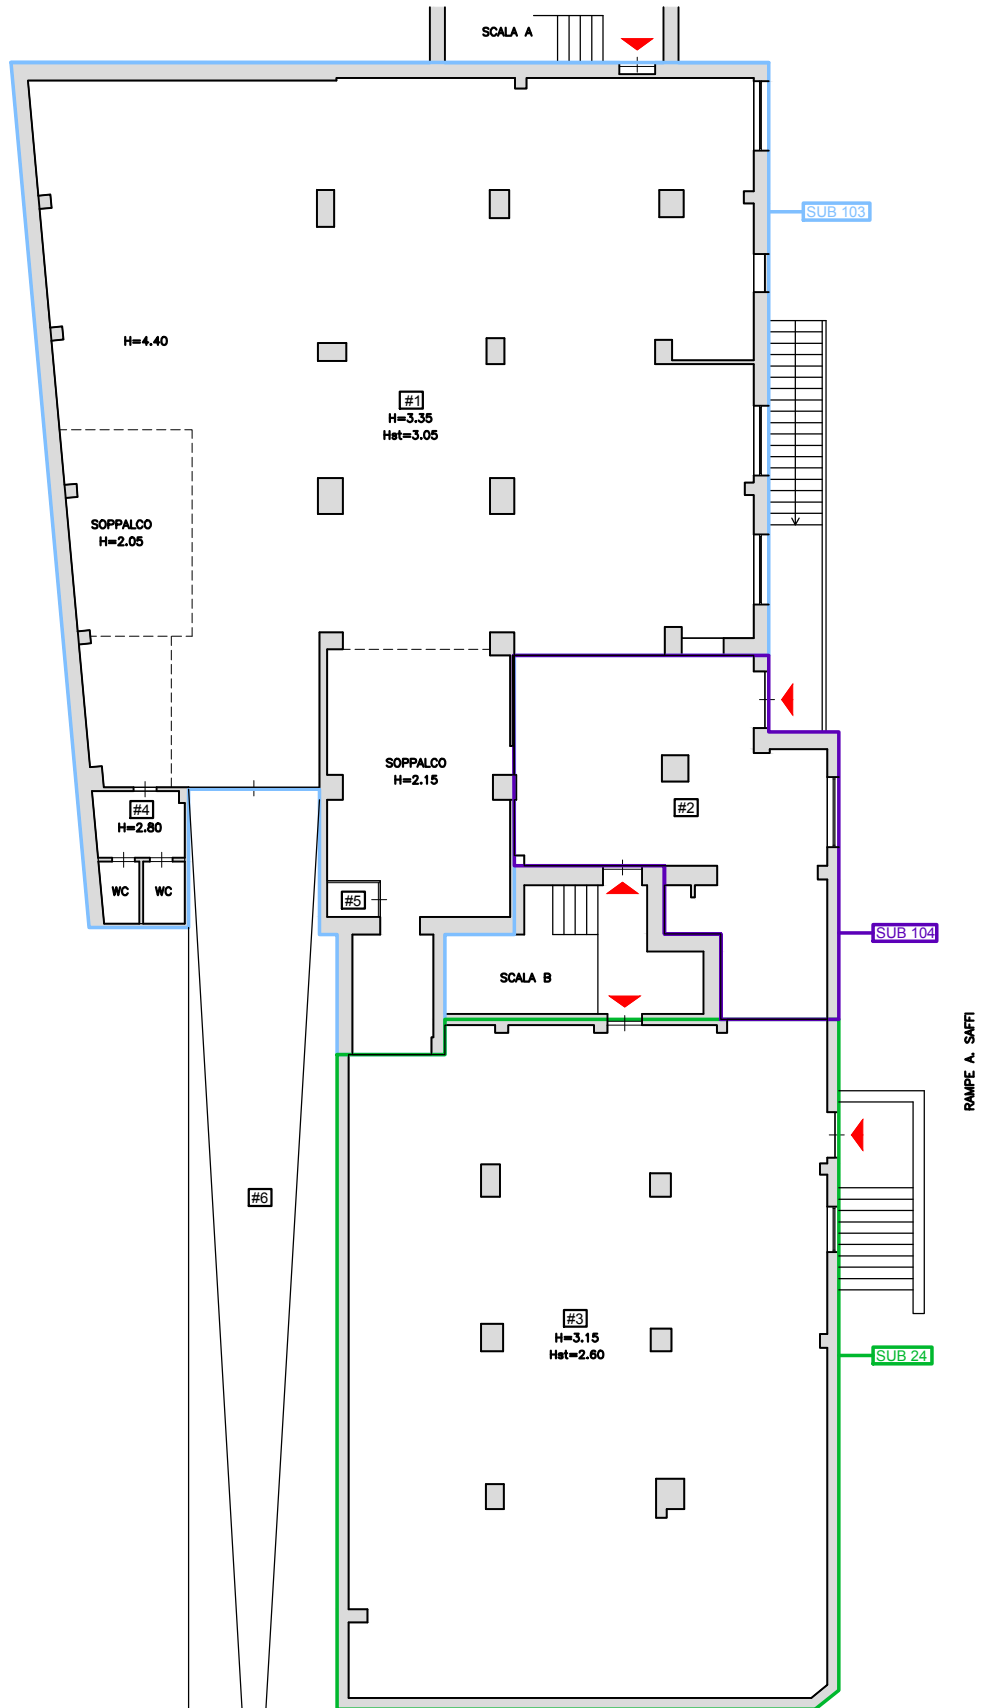 SCALA A
SUB 103
H=4.40
#1
H=3.35
Hst=3.05
SOPPALCO
H=2.05
SOPPALCO
H=2.15
#2
#4
H=2.80
WC
WC
#5
SUB 104
SCALA B
RAMPE A. SAFFI
#6
#3
H=3.15
Hst=2.60
SUB 24